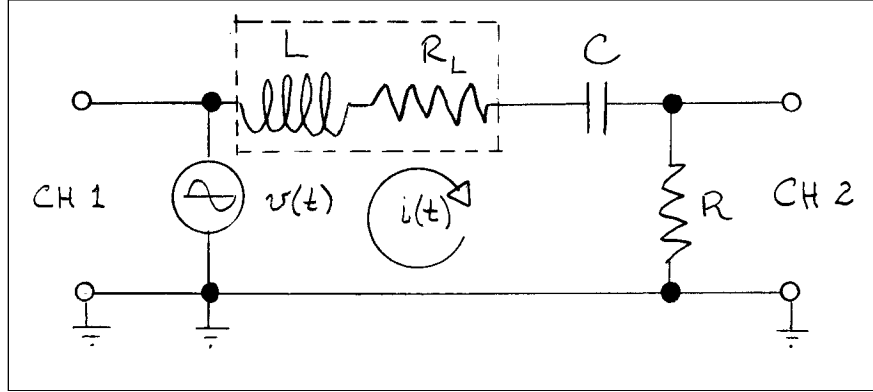 L
R_L
C
CH 1
v(t)
i(t)
R
CH 2